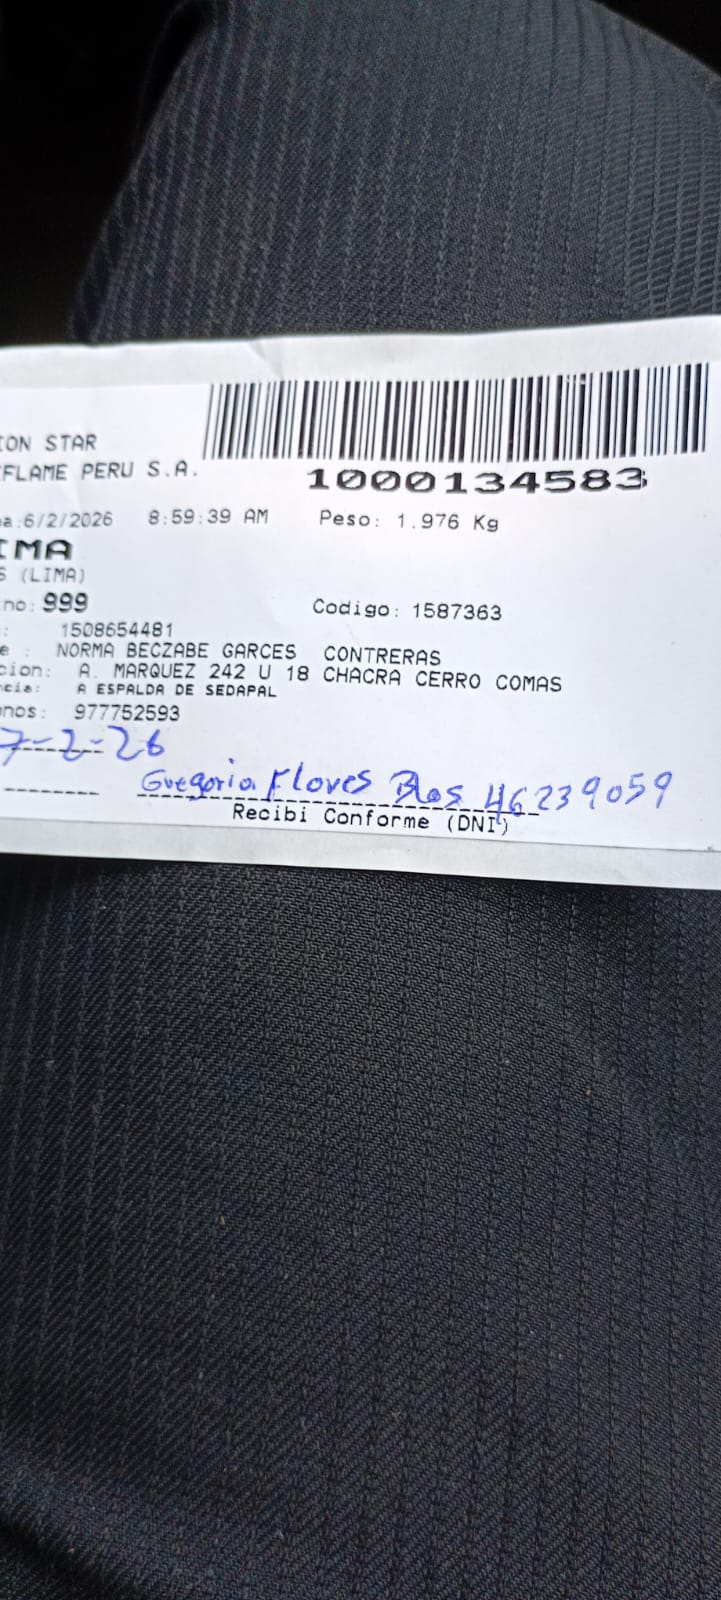 ION STAR
FLAME PERU S.A.
1000134583
a:6/2/2026 8:59:39 AM Peso: 1.976 Kg
IMA
S (LIMA)
no: 999 Codigo: 1587363
: 1508654481
e : NORMA BECZABE GARCES CONTRERAS
cion: A. MARQUEZ 242 U 18 CHACRA CERRO COMAS
cia: A ESPALDA DE SEDAPAL
onos: 977752593
7-2-26
Gregoria Flores Blas 46239059
Recibi Conforme (DNI)